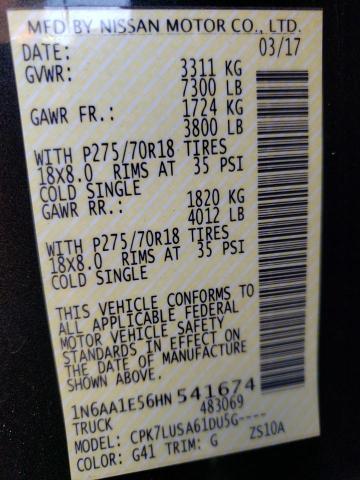 MFD BY NISSAN MOTOR CO., LTD.
DATE: 03/17
GVWR: 3311 KG
7300 LB
GAWR FR.: 1724 KG
3800 LB
WITH P275/70R18 TIRES
18X8.0 RIMS AT 35 PSI
COLD SINGLE
GAWR RR.: 1820 KG
4012 LB
WITH P275/70R18 TIRES
18X8.0 RIMS AT 35 PSI
COLD SINGLE
THIS VEHICLE CONFORMS TO
ALL APPLICABLE FEDERAL
MOTOR VEHICLE SAFETY
STANDARDS IN EFFECT ON
THE DATE OF MANUFACTURE
SHOWN ABOVE.
1N6AA1E56HN541674
TRUCK 483069
MODEL: CPK7LUSA61DU5G----
COLOR: G41 TRIM: G ZS10A